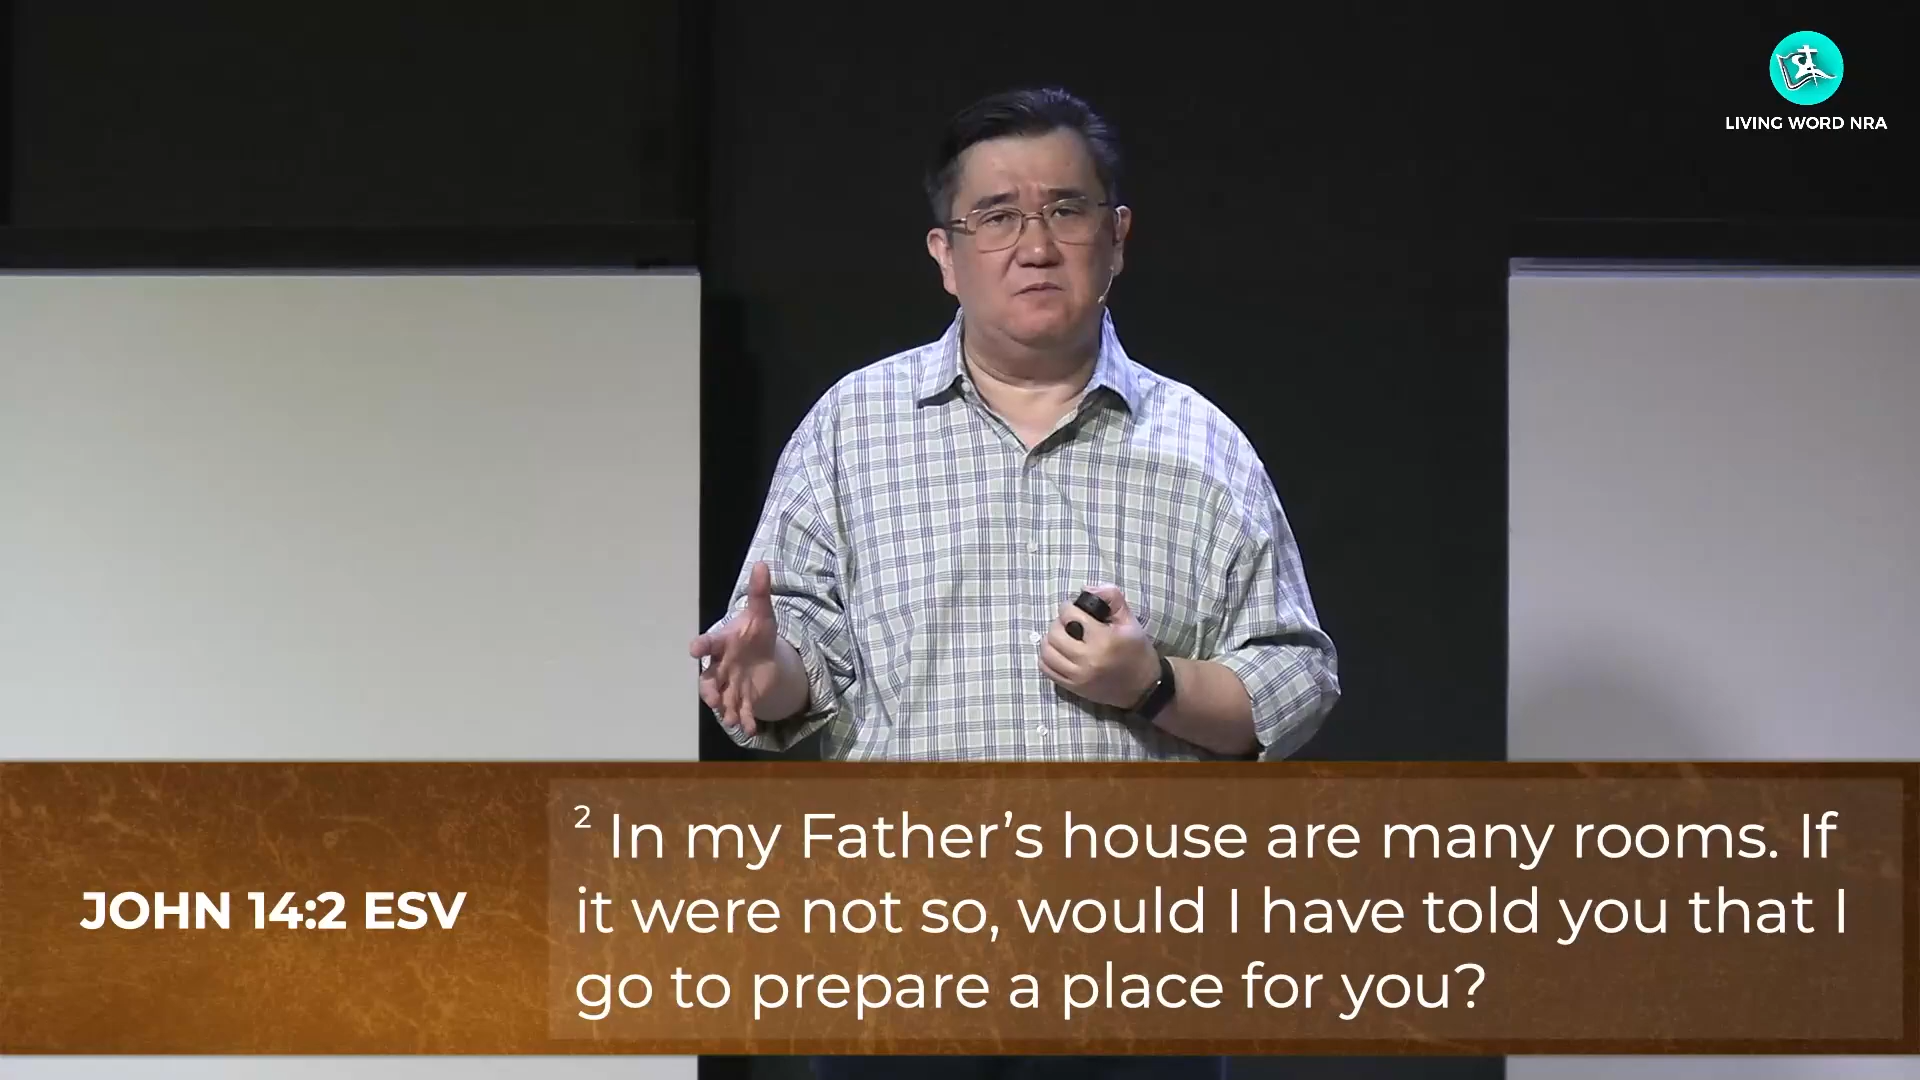 LIVING WORD NRA
JOHN 14:2 ESV
2 In my Father’s house are many rooms. If
it were not so, would I have told you that I
go to prepare a place for you?